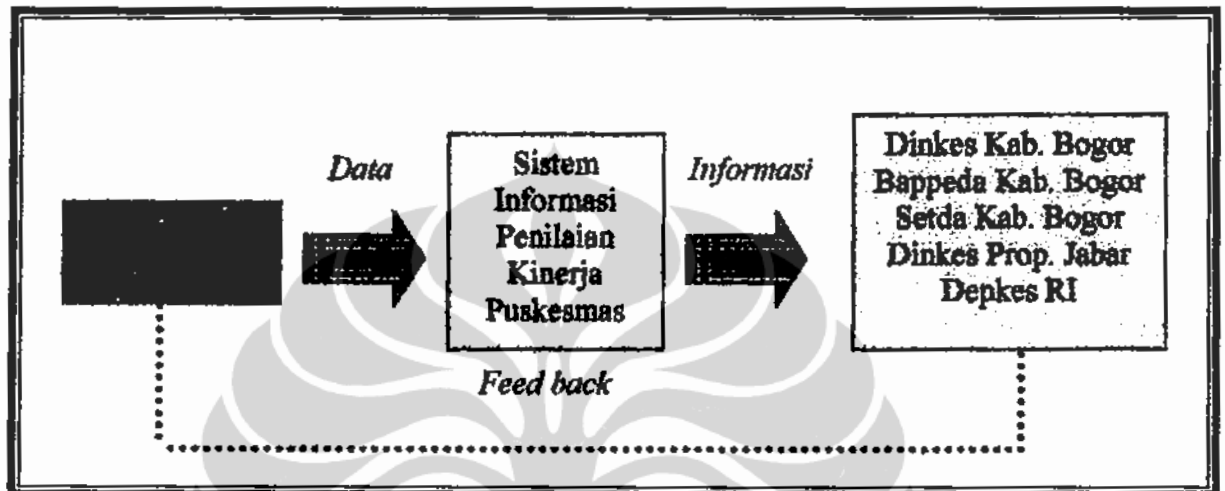 Data
Sistem
Informasi
Penilaian
Kinerja
Puskesmas
Informasi
Dinkes Kab. Bogor
Bappeda Kab. Bogor
Setda Kab. Bogor
Dinkes Prop. Jabar
Depkes RI
Feed back